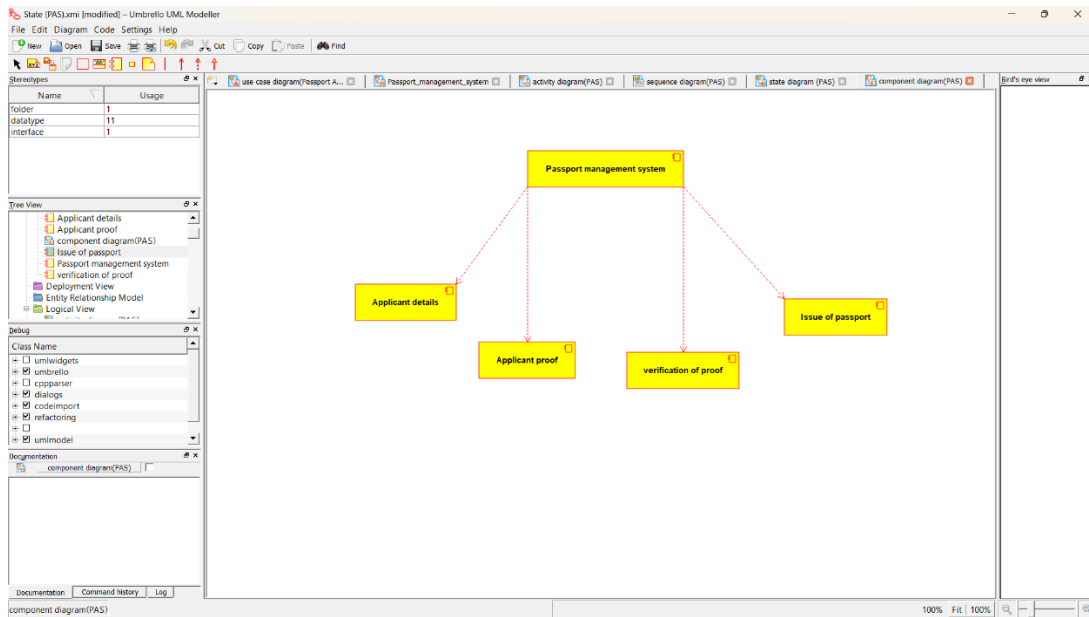 State (PAS).xmi [modified] – Umbrello UML Modeller
File Edit Diagram Code Settings Help
New Open Save Cut Copy Paste Find
Stereotypes
use case diagram(Passport A... Passport_management_system activity diagram(PAS) sequence diagram(PAS) state diagram (PAS) component diagram(PAS)
Bird's eye view
Name Usage
folder 1
datatype 11
interface 1
Tree View
Applicant details
Applicant proof
component diagram(PAS)
Issue of passport
Passport management system
verification of proof
Deployment View
Entity Relationship Model
Logical View
Debug
Class Name
umlwidgets
umbrello
cppparser
dialogs
codeimport
refactoring
umlmodel
Documentation
component diagram(PAS)
Documentation Command history Log
Passport management system
Applicant details
Issue of passport
Applicant proof
verification of proof
component diagram(PAS)
100% Fit 100%